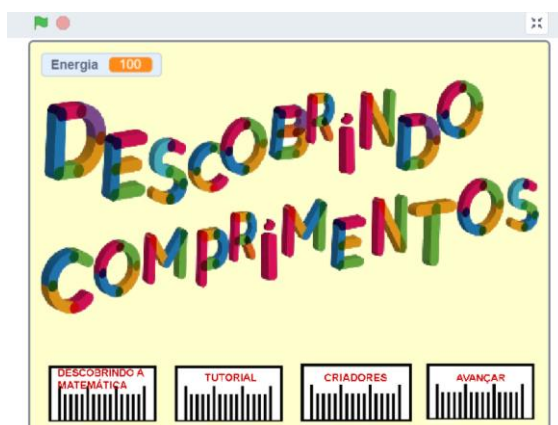 Energia 100
DESCOBRiNDO
COMPRiMENTOS
DESCOBRINDO A
MATEMÁTICA
TUTORIAL
CRIADORES
AVANÇAR